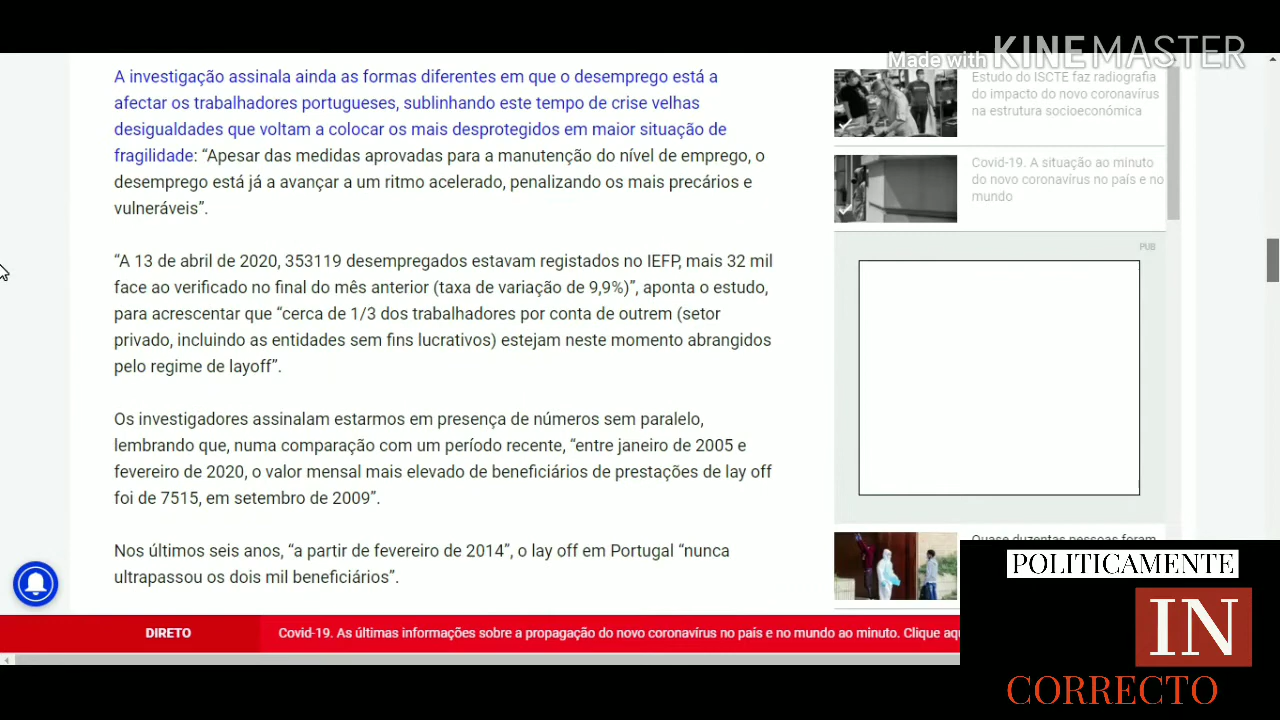 Made with KINEMASTER
A investigação assinala ainda as formas diferentes em que o desemprego está a
afectar os trabalhadores portugueses, sublinhando este tempo de crise velhas
desigualdades que voltam a colocar os mais desprotegidos em maior situação de
fragilidade: “Apesar das medidas aprovadas para a manutenção do nível de emprego, o
desemprego está já a avançar a um ritmo acelerado, penalizando os mais precários e
vulneráveis”.
“A 13 de abril de 2020, 353119 desempregados estavam registados no IEFP, mais 32 mil
face ao verificado no final do mês anterior (taxa de variação de 9,9%)”, aponta o estudo,
para acrescentar que “cerca de 1/3 dos trabalhadores por conta de outrem (setor
privado, incluindo as entidades sem fins lucrativos) estejam neste momento abrangidos
pelo regime de layoff”.
Os investigadores assinalam estarmos em presença de números sem paralelo,
lembrando que, numa comparação com um período recente, “entre janeiro de 2005 e
fevereiro de 2020, o valor mensal mais elevado de beneficiários de prestações de lay off
foi de 7515, em setembro de 2009”.
Nos últimos seis anos, “a partir de fevereiro de 2014”, o lay off em Portugal “nunca
ultrapassou os dois mil beneficiários”.
Estudo do ISCTE faz radiografia
do impacto do novo coronavírus
na estrutura socioeconómica
Covid-19. A situação ao minuto
do novo coronavírus no país e no
mundo
PUB
Quase duzentas pessoas foram
DIRETO
Covid-19. As últimas informações sobre a propagação do novo coronavírus no país e no mundo ao minuto. Clique aqu
POLITICAMENTE
IN
CORRECTO